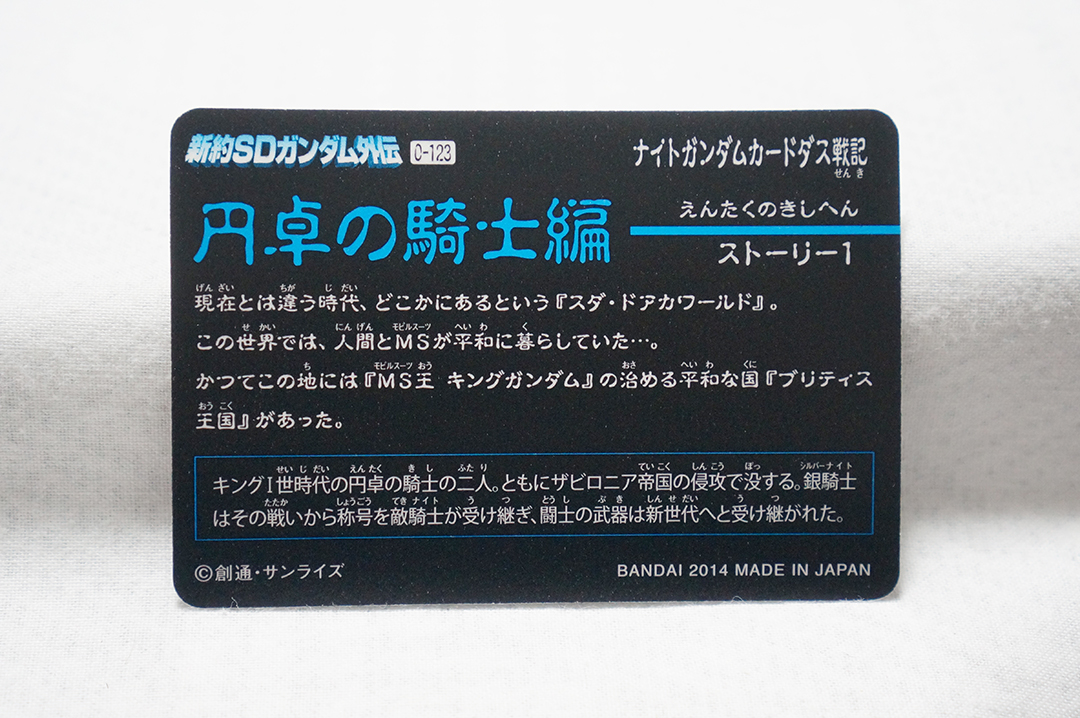 新約SDガンダム外伝 0-123 ナイトガンダムカードダス戦記
せんき
円卓の騎士編
えんたくのきしへん
ストーリー1
げんざい ちが じだい
現在とは違う時代、どこかにあるという『スダ・ドアカワールド』。
せかい にんげん モビルスーツ へいわ く
この世界では、人間とMSが平和に暮らしていた…。
ち モビルスーツ おう おさ へいわ くに
かつてこの地には『MS王 キングガンダム』の治める平和な国『ブリティス
おうこく
王国』があった。
せいじだい えんたく きし ふたり ていこく しんこう ぼっ シルバーナイト
キングI世時代の円卓の騎士の二人。ともにザビロニア帝国の侵攻で没する。銀騎士
たたか しょうごう てきナイト う つ とうし ぶき しんせだい う つ
はその戦いから称号を敵騎士が受け継ぎ、闘士の武器は新世代へと受け継がれた。
©創通・サンライズ
BANDAI 2014 MADE IN JAPAN